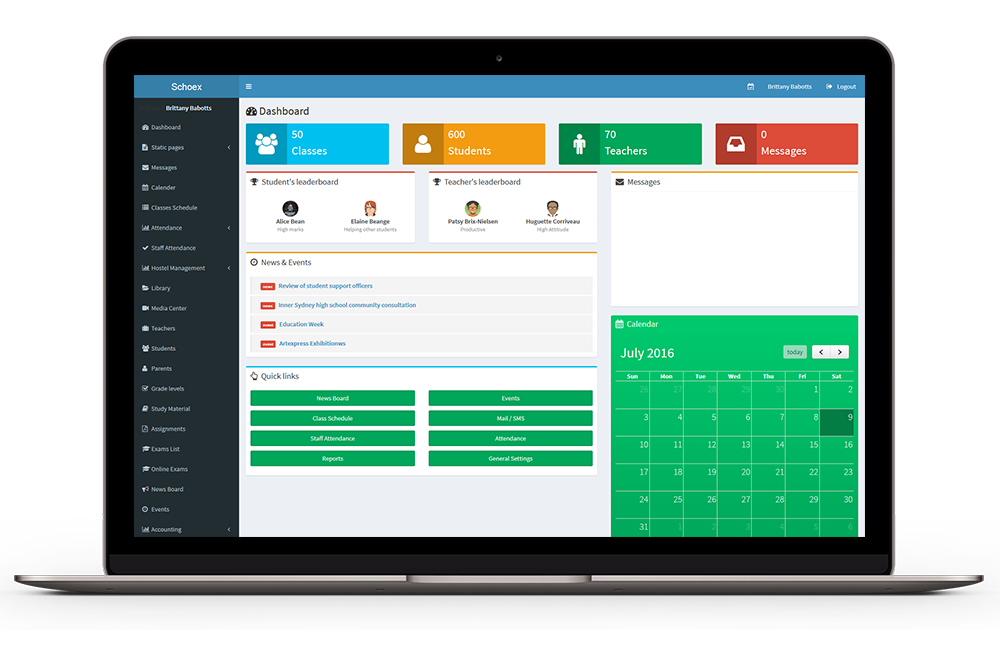 Schoex
Brittany Babotts
Logout
Brittany Babotts
Dashboard
Static pages
Messages
Calender
Classes Schedule
Attendance
Staff Attendance
Hostel Management
Library
Media Center
Teachers
Students
Parents
Grade levels
Study Material
Assignments
Exams List
Online Exams
News Board
Events
Accounting
Dashboard
50
Classes
600
Students
70
Teachers
0
Messages
Student's leaderboard
Alice Bean
High marks
Elaine Beange
Helping other students
Teacher's leaderboard
Patsy Brix-Nielsen
Productive
Huguette Corriveau
High Attitude
Messages
News & Events
Review of student support officers
Inner Sydney high school community consultation
Education Week
Artexpress Exhibitionws
Quick links
News Board
Events
Class Schedule
Mail / SMS
Staff Attendance
Attendance
Reports
General Settings
Calendar
July 2016
today
Sun Mon Tue Wed Thu Fri Sat
26 27 28 29 30 1 2
3 4 5 6 7 8 9
10 11 12 13 14 15 16
17 18 19 20 21 22 23
24 25 26 27 28 29 30
31 1 2 3 4 5 6